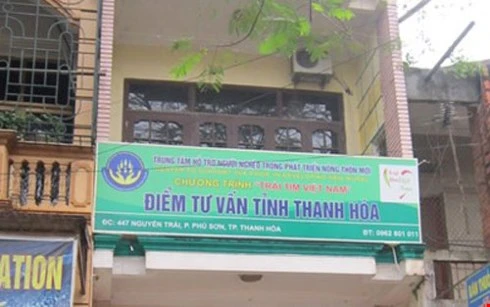 TRUNG TÂM HỖ TRỢ NGƯỜI NGHÈO TRONG PHÁT TRIỂN NÔNG THÔN MỚI
CHƯƠNG TRÌNH "TRÁI TIM VIỆT NAM"
ĐIỂM TƯ VẤN TỈNH THANH HÓA
ĐC: 447 NGUYỄN TRÃI, P. PHÚ SƠN, TP. THANH HÓA
ĐT: 0962 801 011
ATION